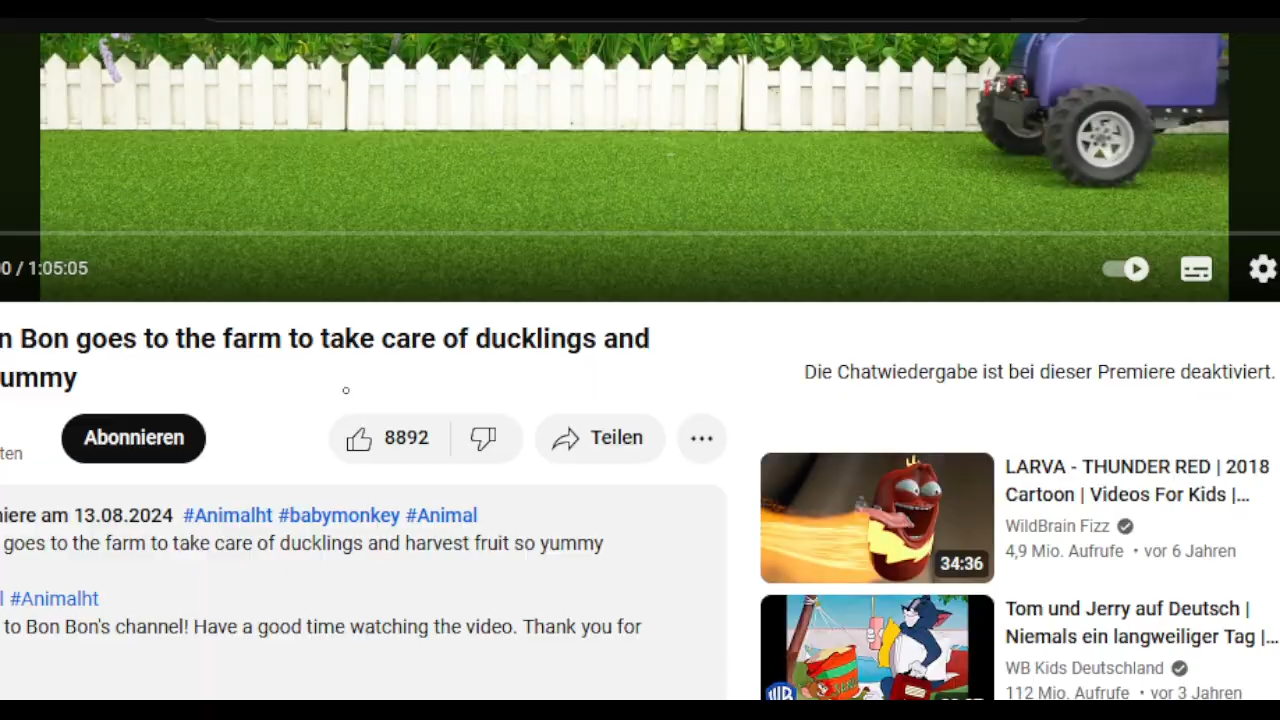 0 / 1:05:05
n Bon goes to the farm to take care of ducklings and
ummy
Die Chatwiedergabe ist bei dieser Premiere deaktiviert.
ten
Abonnieren
8892
Teilen
niere am 13.08.2024 #Animalht #babymonkey #Animal
goes to the farm to take care of ducklings and harvest fruit so yummy
l #Animalht
to Bon Bon's channel! Have a good time watching the video. Thank you for
34:36
LARVA - THUNDER RED | 2018
Cartoon | Videos For Kids |...
WildBrain Fizz
4,9 Mio. Aufrufe • vor 6 Jahren
Tom und Jerry auf Deutsch |
Niemals ein langweiliger Tag |...
WB Kids Deutschland
112 Mio. Aufrufe • vor 3 Jahren
WB